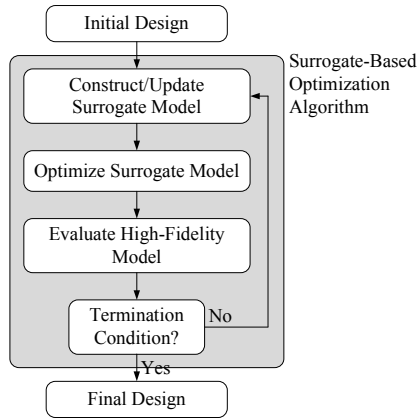 Initial Design
Surrogate-Based
Optimization
Algorithm
Construct/Update
Surrogate Model
Optimize Surrogate Model
Evaluate High-Fidelity
Model
Termination
Condition?
No
Yes
Final Design